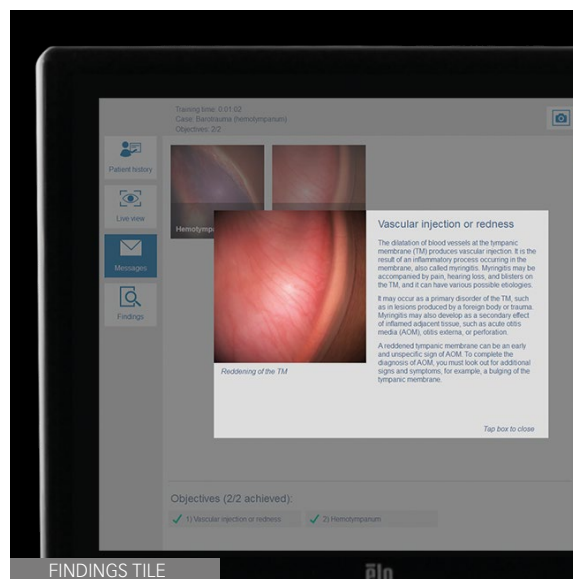 Training time: 0:01:02
Case: Barotrauma (hemotympanum)
Objectives: 2/2
Patient history
Live view
Messages
Findings
Hemotymp
Vascular injection or redness
The dilatation of blood vessels at the tympanic
membrane (TM) produces vascular injection. It is the
result of an inflammatory process occurring in the
membrane, also called myringitis. Myringitis may be
accompanied by pain, hearing loss, and blisters on
the TM, and it can have various possible etiologies.
It may occur as a primary disorder of the TM, such
as in lesions produced by a foreign body or trauma.
Myringitis may also develop as a secondary effect
of inflamed adjacent tissue, such as acute otitis
media (AOM), otitis externa, or perforation.
A reddened tympanic membrane can be an early
and unspecific sign of AOM. To complete the
diagnosis of AOM, you must look out for additional
signs and symptoms, for example, a bulging of the
tympanic membrane.
Reddening of the TM
Tap box to close
Objectives (2/2 achieved):
1) Vascular injection or redness
2) Hemotympanum
FINDINGS TILE
elo